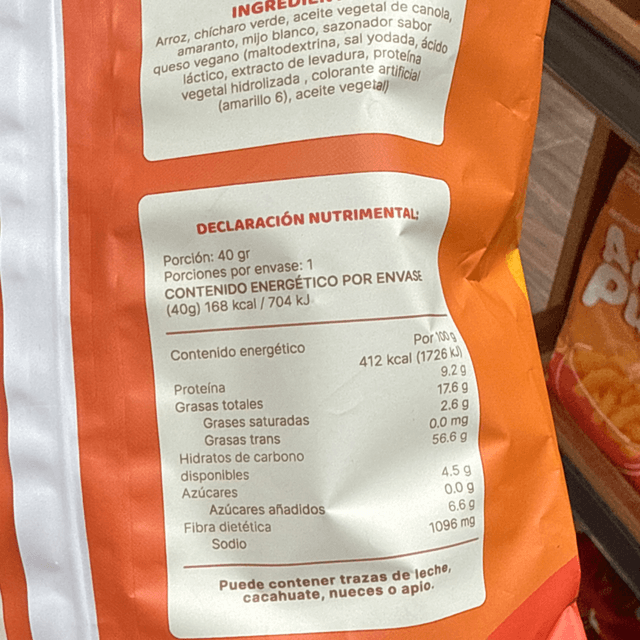 INGREDIEN
Arroz, chícharo verde, aceite vegetal de canola,
amaranto, mijo blanco, sazonador sabor
queso vegano (maltodextrina, sal yodada, ácido
láctico, extracto de levadura, proteína
vegetal hidrolizada , colorante artificial
(amarillo 6), aceite vegetal)
DECLARACIÓN NUTRIMENTAL:
Porción: 40 gr
Porciones por envase: 1
CONTENIDO ENERGÉTICO POR ENVASE
(40g) 168 kcal / 704 kJ
Por 100 g
Contenido energético 412 kcal (1726 kJ)
Proteína 9.2 g
Grasas totales 17.6 g
Grasas saturadas 2.6 g
Grasas trans 0.0 mg
Hidratos de carbono 56.6 g
disponibles
Azúcares 4.5 g
Azúcares añadidos 0.0 g
Fibra dietética 6.6 g
Sodio 1096 mg
Puede contener trazas de leche,
cacahuate, nueces o apio.